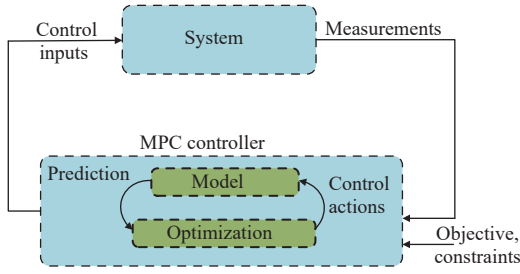 Control
inputs
System
Measurements
MPC controller
Prediction
Model
Control
actions
Optimization
Objective,
constraints